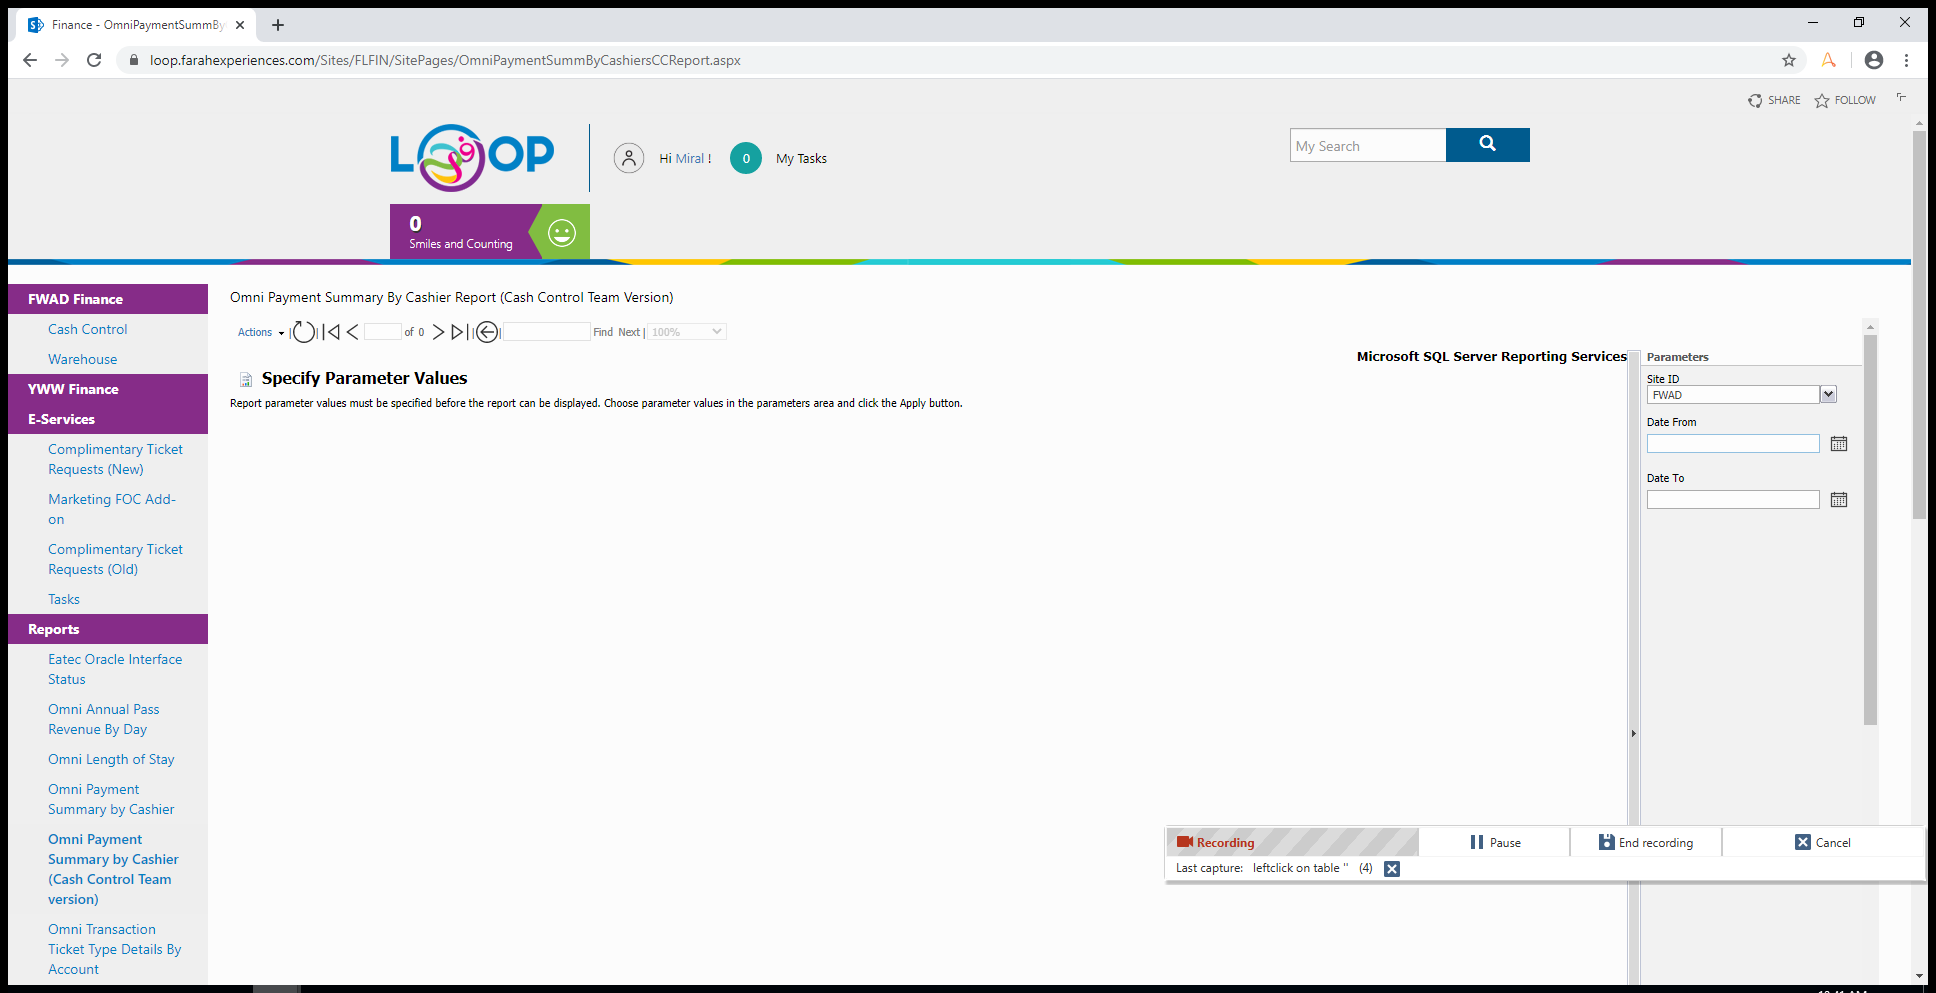 Finance - OmniPaymentSummBy
loop.farahexperiences.com/Sites/FLFIN/SitePages/OmniPaymentSummByCashiersCCReport.aspx
SHARE
FOLLOW
LOOP
Hi Miral !
0
My Tasks
My Search
0
Smiles and Counting
FWAD Finance
Cash Control
Warehouse
YWW Finance
E-Services
Complimentary Ticket
Requests (New)
Marketing FOC Add-
on
Complimentary Ticket
Requests (Old)
Tasks
Reports
Eatec Oracle Interface
Status
Omni Annual Pass
Revenue By Day
Omni Length of Stay
Omni Payment
Summary by Cashier
Omni Payment
Summary by Cashier
(Cash Control Team
version)
Omni Transaction
Ticket Type Details By
Account
Omni Payment Summary By Cashier Report (Cash Control Team Version)
Actions
of 0
Find Next
100%
Microsoft SQL Server Reporting Services
Specify Parameter Values
Report parameter values must be specified before the report can be displayed. Choose parameter values in the parameters area and click the Apply button.
Parameters
Site ID
FWAD
Date From
Date To
Recording
Pause
End recording
Cancel
Last capture: leftclick on table '' (4)